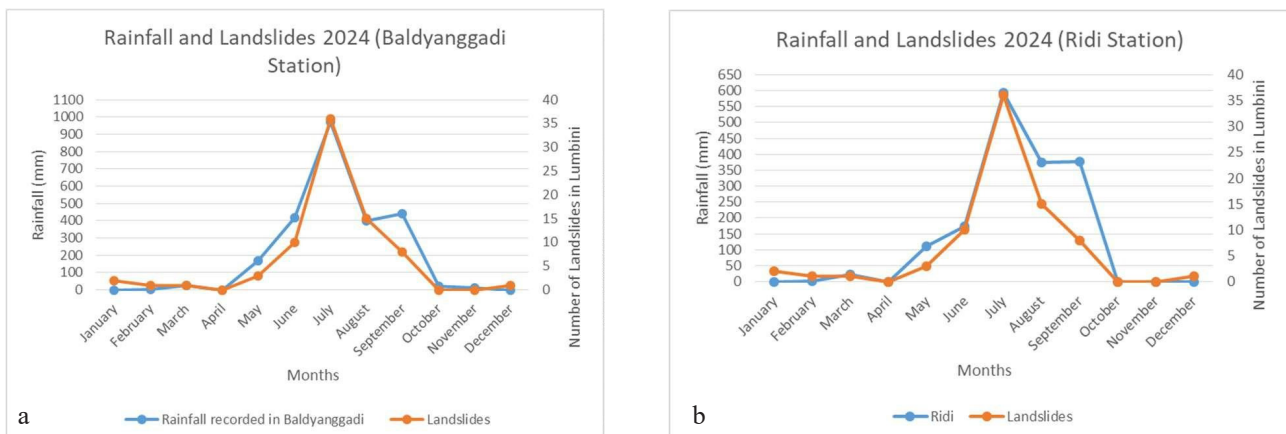 Rainfall and Landslides 2024 (Baldyanggadi
Station)
Rainfall (mm)
1100
1000
900
800
700
600
500
400
300
200
100
0
40
35
30
25
20
15
10
5
0
Number of Landslides in Lumbini
January
February
March
April
May
June
July
August
September
October
November
December
Months
Rainfall recorded in Baldyanggadi
Landslides
a
Rainfall and Landslides 2024 (Ridi Station)
Rainfall (mm)
650
600
550
500
450
400
350
300
250
200
150
100
50
0
40
35
30
25
20
15
10
5
0
Number of Landslides in Lumbini
January
February
March
April
May
June
July
August
September
October
November
December
Months
Ridi
Landslides
b